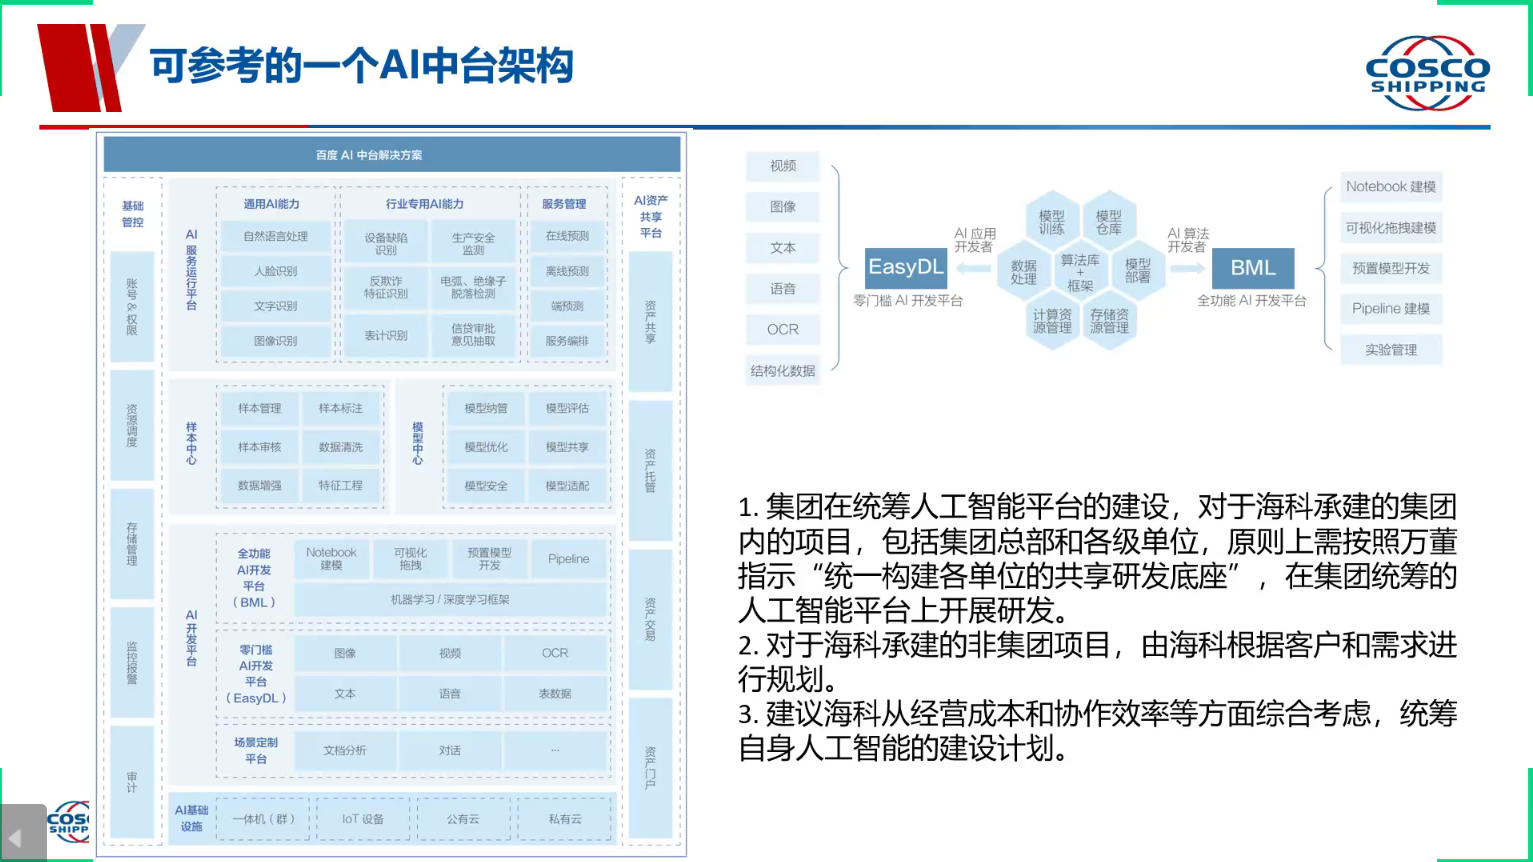 可参考的一个AI中台架构
COSCO
SHIPPING
百度 AI 中台解决方案
基础
管控
账号&权限
资源调度
存储管理
监控报警
审计
AI服务运行平台
通用AI能力
自然语言处理
人脸识别
文字识别
图像识别
行业专用AI能力
设备缺陷
识别
生产安全
监测
反欺诈
特征识别
电弧、绝缘子
脱落检测
表计识别
信贷审批
意见抽取
服务管理
在线预测
离线预测
端预测
服务编排
AI资产
共享
平台
资产共享
资产托管
资产交易
资产门户
样本中心
样本管理
样本标注
样本审核
数据清洗
数据增强
特征工程
模型中心
模型纳管
模型评估
模型优化
模型共享
模型安全
模型适配
AI开发平台
全功能
AI开发
平台
（BML）
Notebook
建模
可视化
拖拽
预置模型
开发
Pipeline
机器学习 / 深度学习框架
零门槛
AI开发
平台
（EasyDL）
图像
视频
OCR
文本
语音
表数据
场景定制
平台
文档分析
对话
...
AI基础
设施
一体机（群）
IoT 设备
公有云
私有云
COSC
SHIPP
视频
图像
文本
语音
OCR
结构化数据
EasyDL
零门槛 AI 开发平台
AI 应用
开发者
模型
训练
模型
仓库
数据
处理
算法库
+
框架
模型
部署
计算资
源管理
存储资
源管理
AI 算法
开发者
BML
全功能 AI 开发平台
Notebook 建模
可视化拖拽建模
预置模型开发
Pipeline 建模
实验管理
1. 集团在统筹人工智能平台的建设，对于海科承建的集团
内的项目，包括集团总部和各级单位，原则上需按照万董
指示“统一构建各单位的共享研发底座”，在集团统筹的
人工智能平台上开展研发。
2. 对于海科承建的非集团项目，由海科根据客户和需求进
行规划。
3. 建议海科从经营成本和协作效率等方面综合考虑，统筹
自身人工智能的建设计划。